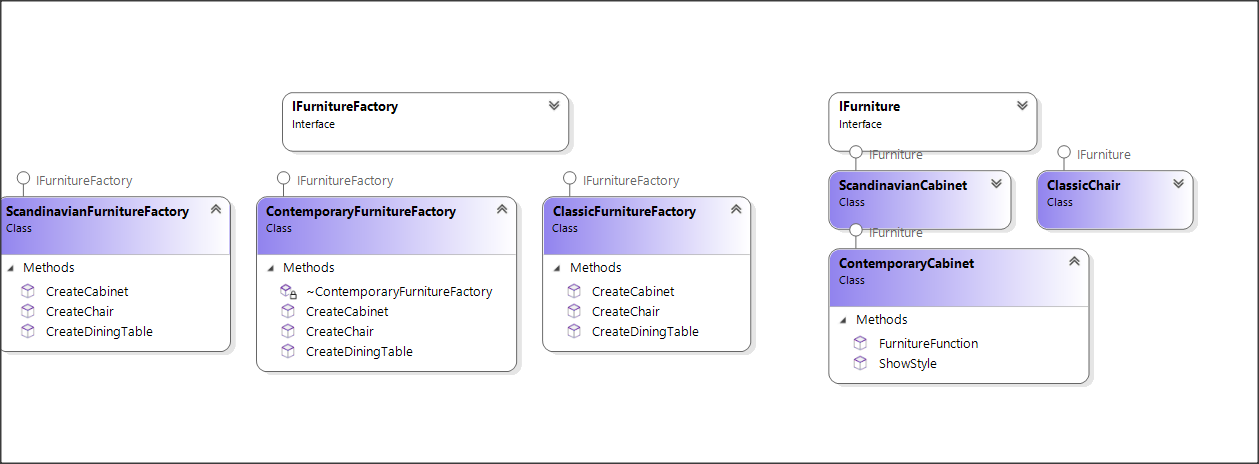 IFurnitureFactory
Interface
IFurniture
Interface
IFurnitureFactory
ScandinavianFurnitureFactory
Class
Methods
CreateCabinet
CreateChair
CreateDiningTable
IFurnitureFactory
ContemporaryFurnitureFactory
Class
Methods
~ContemporaryFurnitureFactory
CreateCabinet
CreateChair
CreateDiningTable
IFurnitureFactory
ClassicFurnitureFactory
Class
Methods
CreateCabinet
CreateChair
CreateDiningTable
IFurniture
ScandinavianCabinet
Class
IFurniture
ClassicChair
Class
IFurniture
ContemporaryCabinet
Class
Methods
FurnitureFunction
ShowStyle